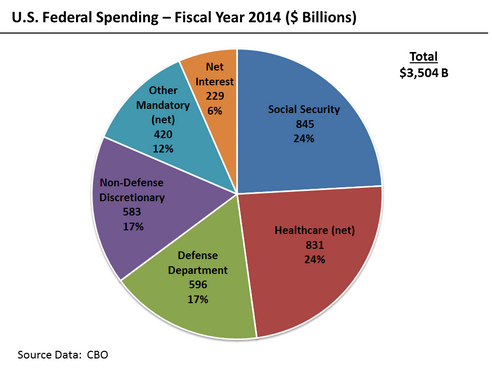 U.S. Federal Spending – Fiscal Year 2014 ($ Billions)
Total
$3,504 B
Net
Interest
229
6%
Social Security
845
24%
Other
Mandatory
(net)
420
12%
Non-Defense
Discretionary
583
17%
Healthcare (net)
831
24%
Defense
Department
596
17%
Source Data:  CBO